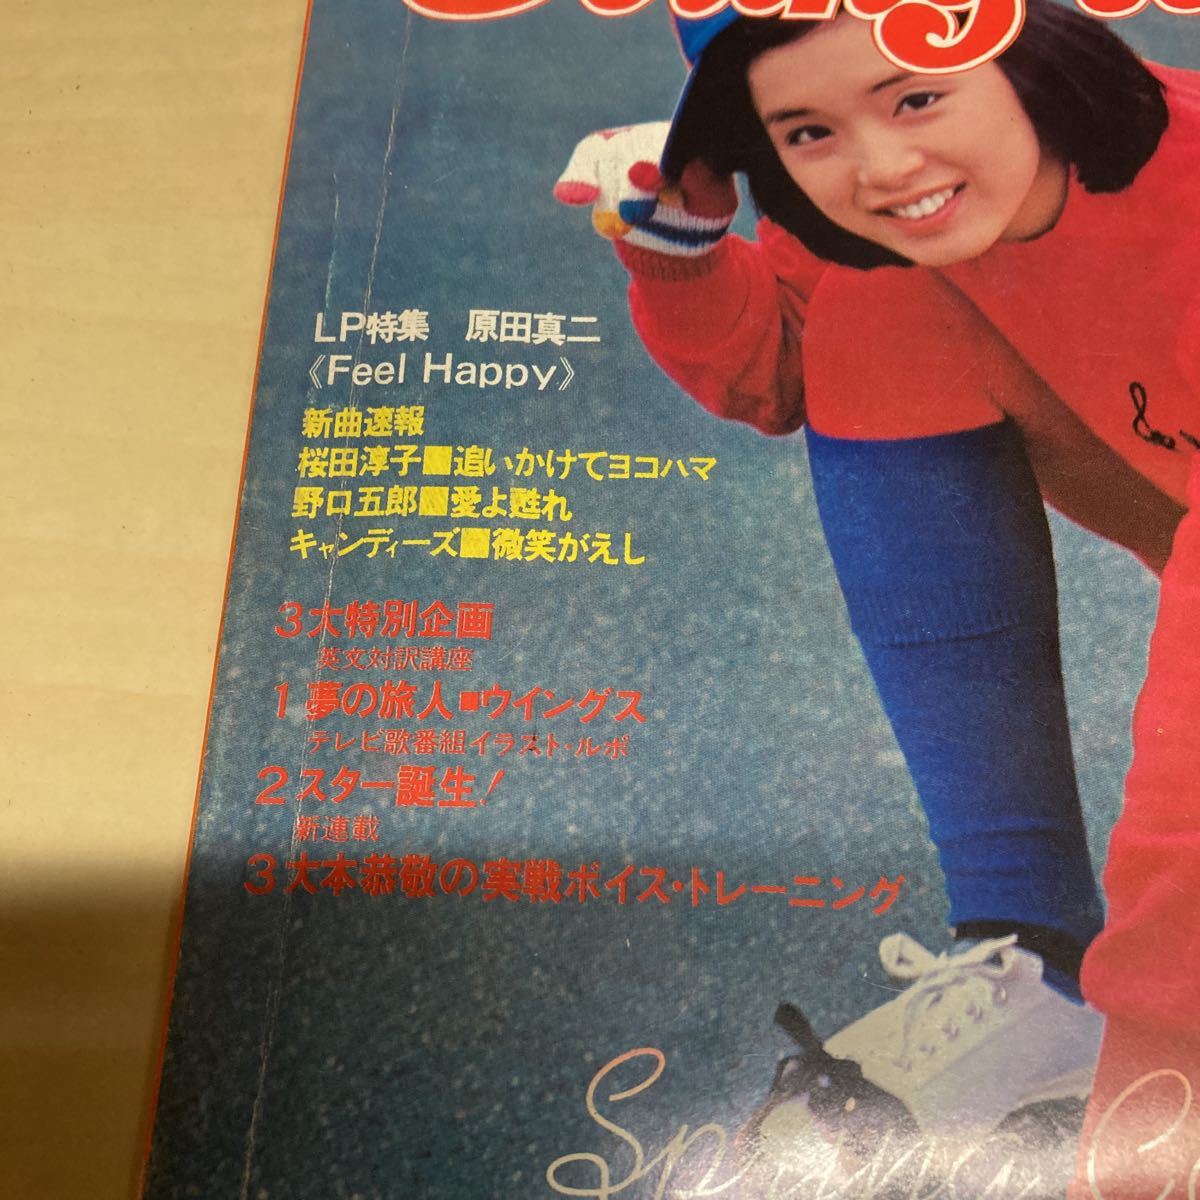 LP特集　原田真二
《Feel Happy》
新曲速報
桜田淳子■追いかけてヨコハマ
野口五郎■愛よ甦れ
キャンディーズ■微笑がえし
3大特別企画
英文対訳講座
1 夢の旅人■ウイングス
テレビ歌番組イラスト・ルポ
2 スター誕生!
新連載
3 大本恭敬の実戦ボイス・トレーニング
Spring